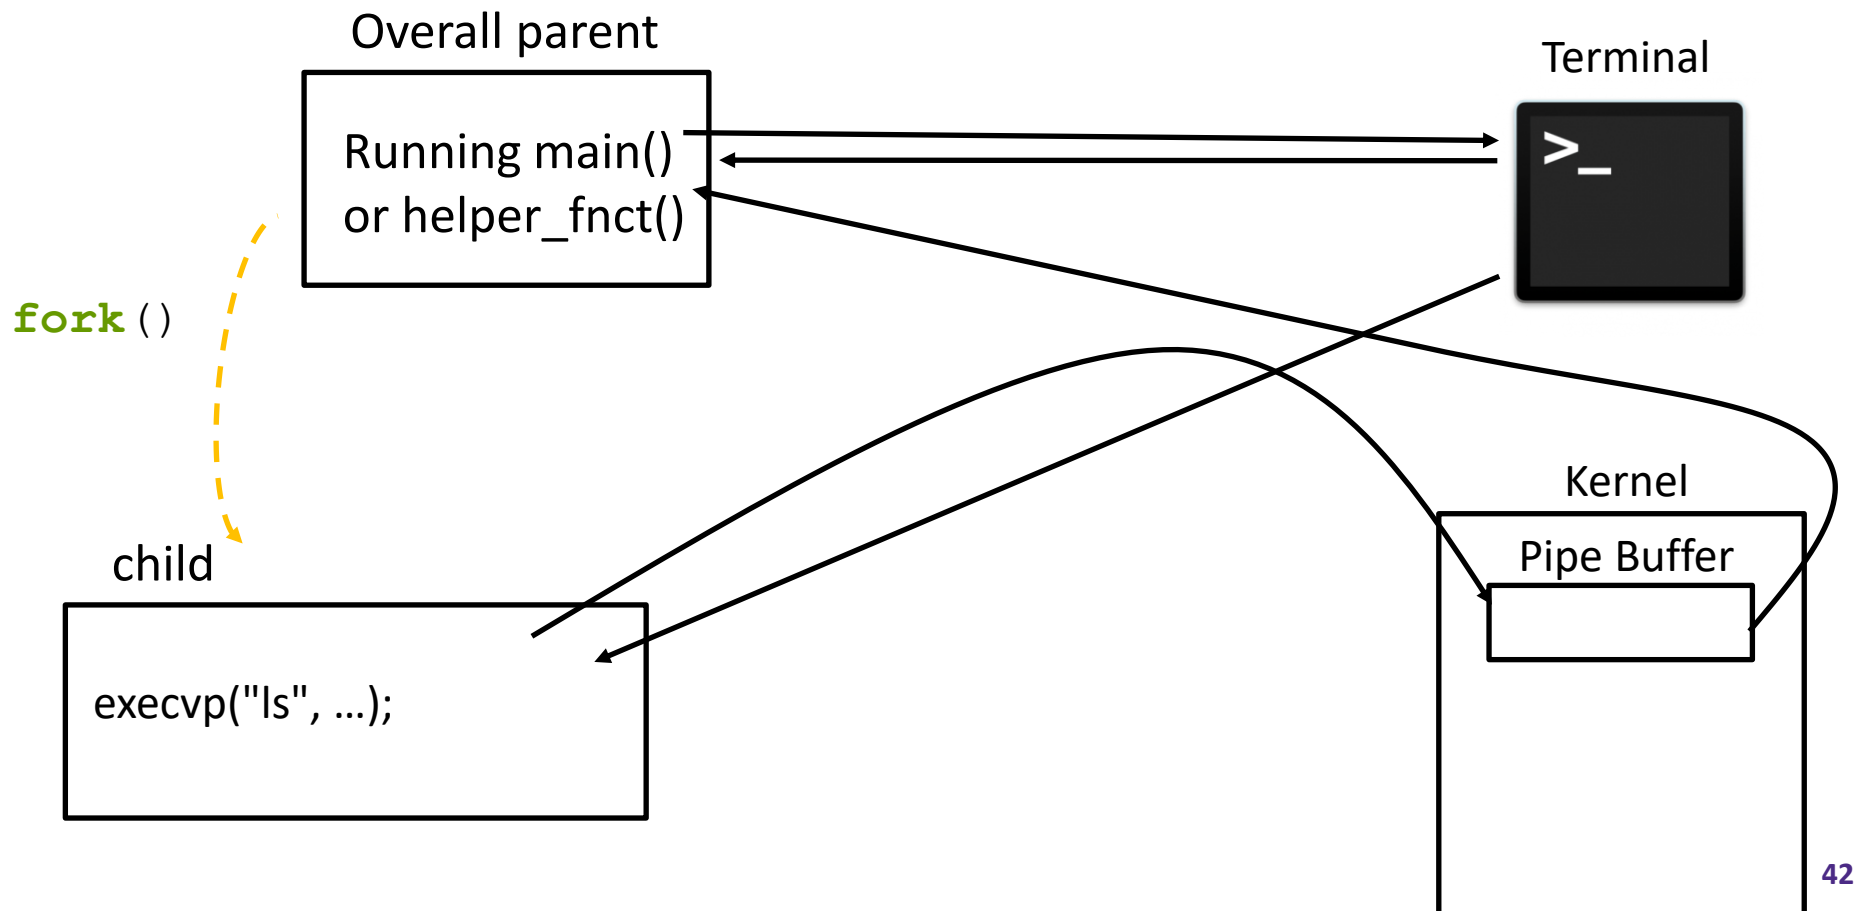 Overall parent
Terminal
Running main()
or helper_fnct()
>_
fork()
Kernel
Pipe Buffer
child
execvp("ls", …);
42